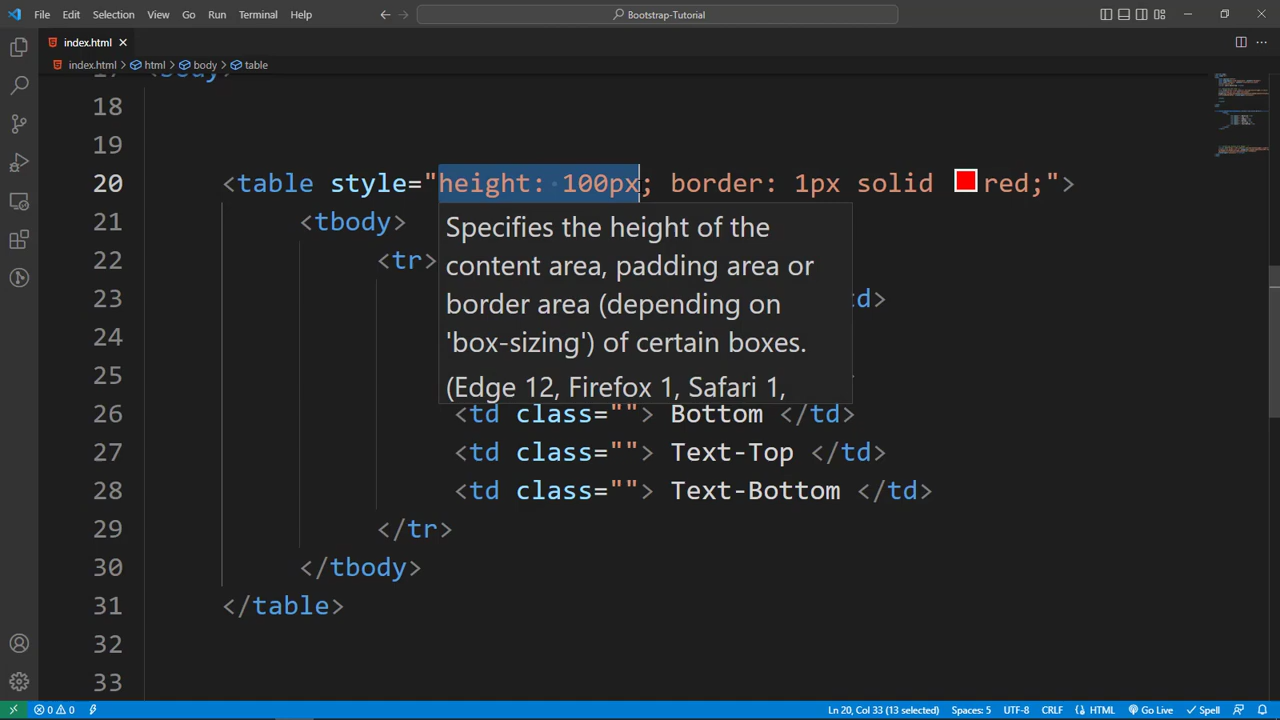 File Edit Selection View Go Run Terminal Help
Bootstrap-Tutorial
index.html
index.html > html > body > table
17 <body>
18
19
20 <table style="height: 100px; border: 1px solid red;">
21 <tbody>
Specifies the height of the
22 <tr>
content area, padding area or
23 td>
border area (depending on
24
'box-sizing') of certain boxes.
25
(Edge 12, Firefox 1, Safari 1,
26 <td class=""> Bottom </td>
27 <td class=""> Text-Top </td>
28 <td class=""> Text-Bottom </td>
29 </tr>
30 </tbody>
31 </table>
32
33
0 0 Ln 20, Col 33 (13 selected) Spaces: 5 UTF-8 CRLF HTML Go Live Spell